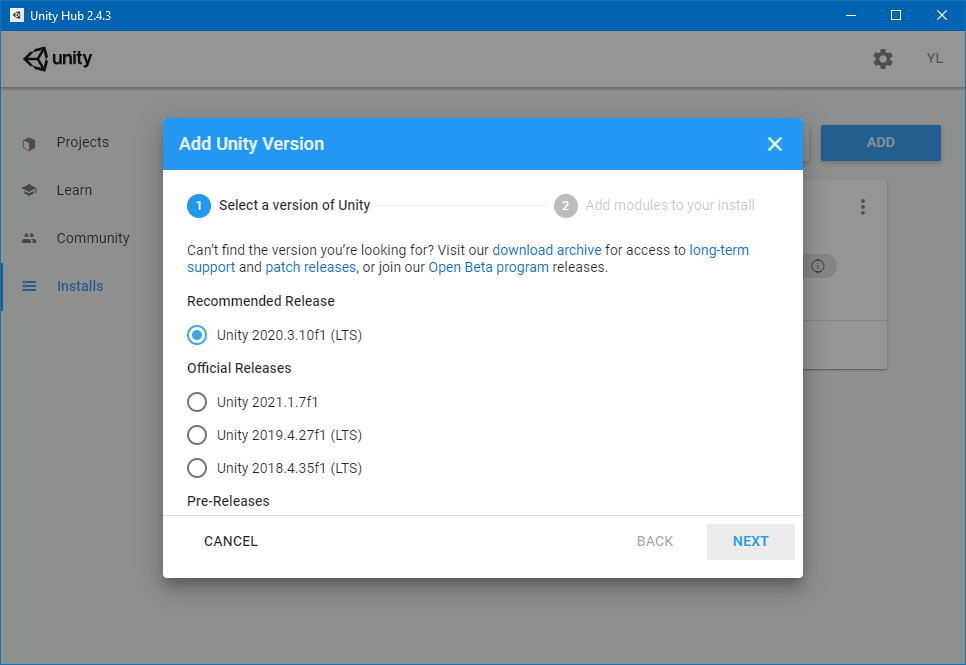 Unity Hub 2.4.3
unity
YL
Projects
Learn
Community
Installs
ADD
Add Unity Version
1 Select a version of Unity
2 Add modules to your install
Can’t find the version you’re looking for? Visit our download archive for access to long-term
support and patch releases, or join our Open Beta program releases.
Recommended Release
Unity 2020.3.10f1 (LTS)
Official Releases
Unity 2021.1.7f1
Unity 2019.4.27f1 (LTS)
Unity 2018.4.35f1 (LTS)
Pre-Releases
CANCEL
BACK
NEXT